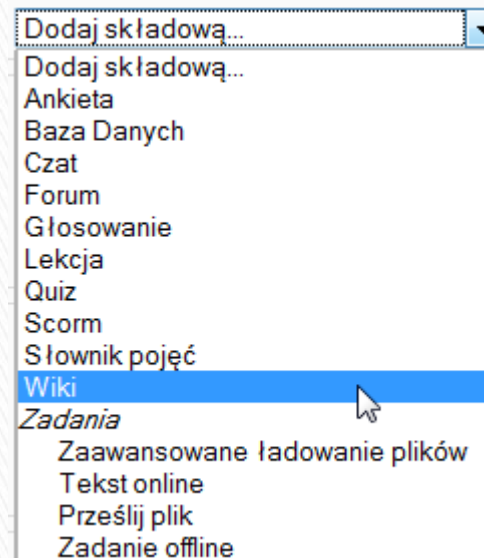 Dodaj składową...
Dodaj składową...
Ankieta
Baza Danych
Czat
Forum
Głosowanie
Lekcja
Quiz
Scorm
Słownik pojęć
Wiki
Zadania
Zaawansowane ładowanie plików
Tekst online
Prześlij plik
Zadanie offline